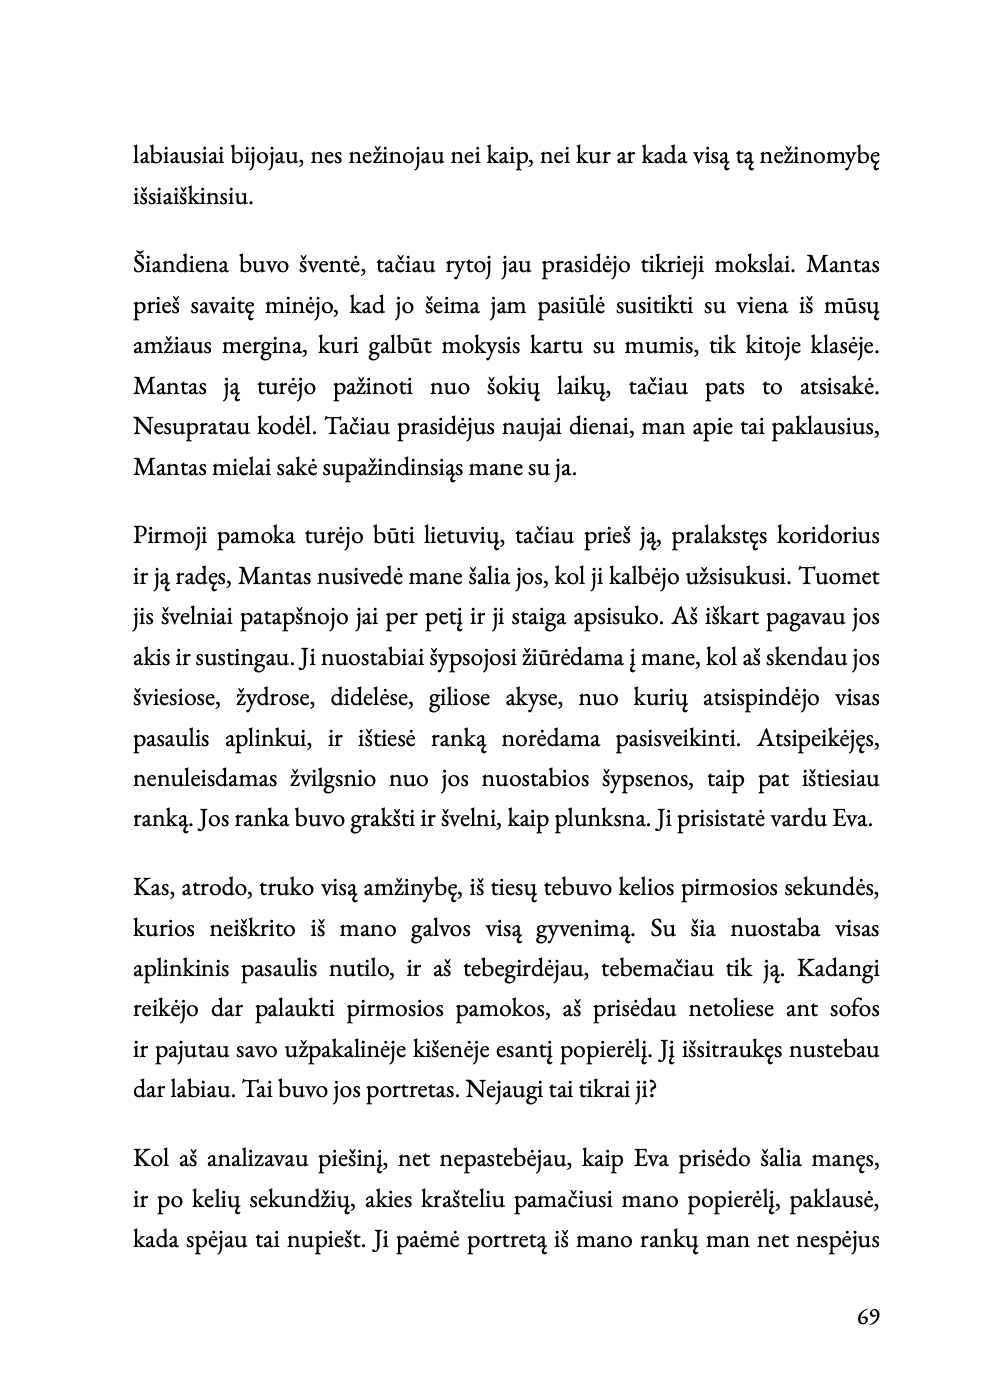 labiausiai bijojau, nes nežinojau nei kaip, nei kur ar kada visą tą nežinomybę
išsiaiškinsiu.
Šiandiena buvo šventė, tačiau rytoj jau prasidėjo tikrieji mokslai. Mantas
prieš savaitę minėjo, kad jo šeima jam pasiūlė susitikti su viena iš mūsų
amžiaus mergina, kuri galbūt mokysis kartu su mumis, tik kitoje klasėje.
Mantas ją turėjo pažinoti nuo šokių laikų, tačiau pats to atsisakė.
Nesupratau kodėl. Tačiau prasidėjus naujai dienai, man apie tai paklausius,
Mantas mielai sakė supažindinsiąs mane su ja.
Pirmoji pamoka turėjo būti lietuvių, tačiau prieš ją, pralakstęs koridorius
ir ją radęs, Mantas nusivedė mane šalia jos, kol ji kalbėjo užsisukusi. Tuomet
jis švelniai patapšnojo jai per petį ir ji staiga apsisuko. Aš iškart pagavau jos
akis ir sustingau. Ji nuostabiai šypsojosi žiūrėdama į mane, kol aš skendau jos
šviesiose, žydrose, didelėse, giliose akyse, nuo kurių atsispindėjo visas
pasaulis aplinkui, ir ištiesė ranką norėdama pasisveikinti. Atsipeikėjęs,
nenuleisdamas žvilgsnio nuo jos nuostabios šypsenos, taip pat ištiesiau
ranką. Jos ranka buvo grakšti ir švelni, kaip plunksna. Ji prisistatė vardu Eva.
Kas, atrodo, truko visą amžinybę, iš tiesų tebuvo kelios pirmosios sekundės,
kurios neiškrito iš mano galvos visą gyvenimą. Su šia nuostaba visas
aplinkinis pasaulis nutilo, ir aš tebegirdėjau, tebemačiau tik ją. Kadangi
reikėjo dar palaukti pirmosios pamokos, aš prisėdau netoliese ant sofos
ir pajutau savo užpakalinėje kišenėje esantį popierėlį. Jį išsitraukęs nustebau
dar labiau. Tai buvo jos portretas. Nejaugi tai tikrai ji?
Kol aš analizavau piešinį, net nepastebėjau, kaip Eva prisėdo šalia manęs,
ir po kelių sekundžių, akies krašteliu pamačiusi mano popierėlį, paklausė,
kada spėjau tai nupiešt. Ji paėmė portretą iš mano rankų man net nespėjus
69